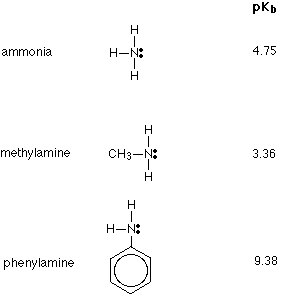 pKb
H
ammonia H–N: 4.75
H
H
methylamine CH3–N: 3.36
H
H
H–N:
phenylamine 9.38